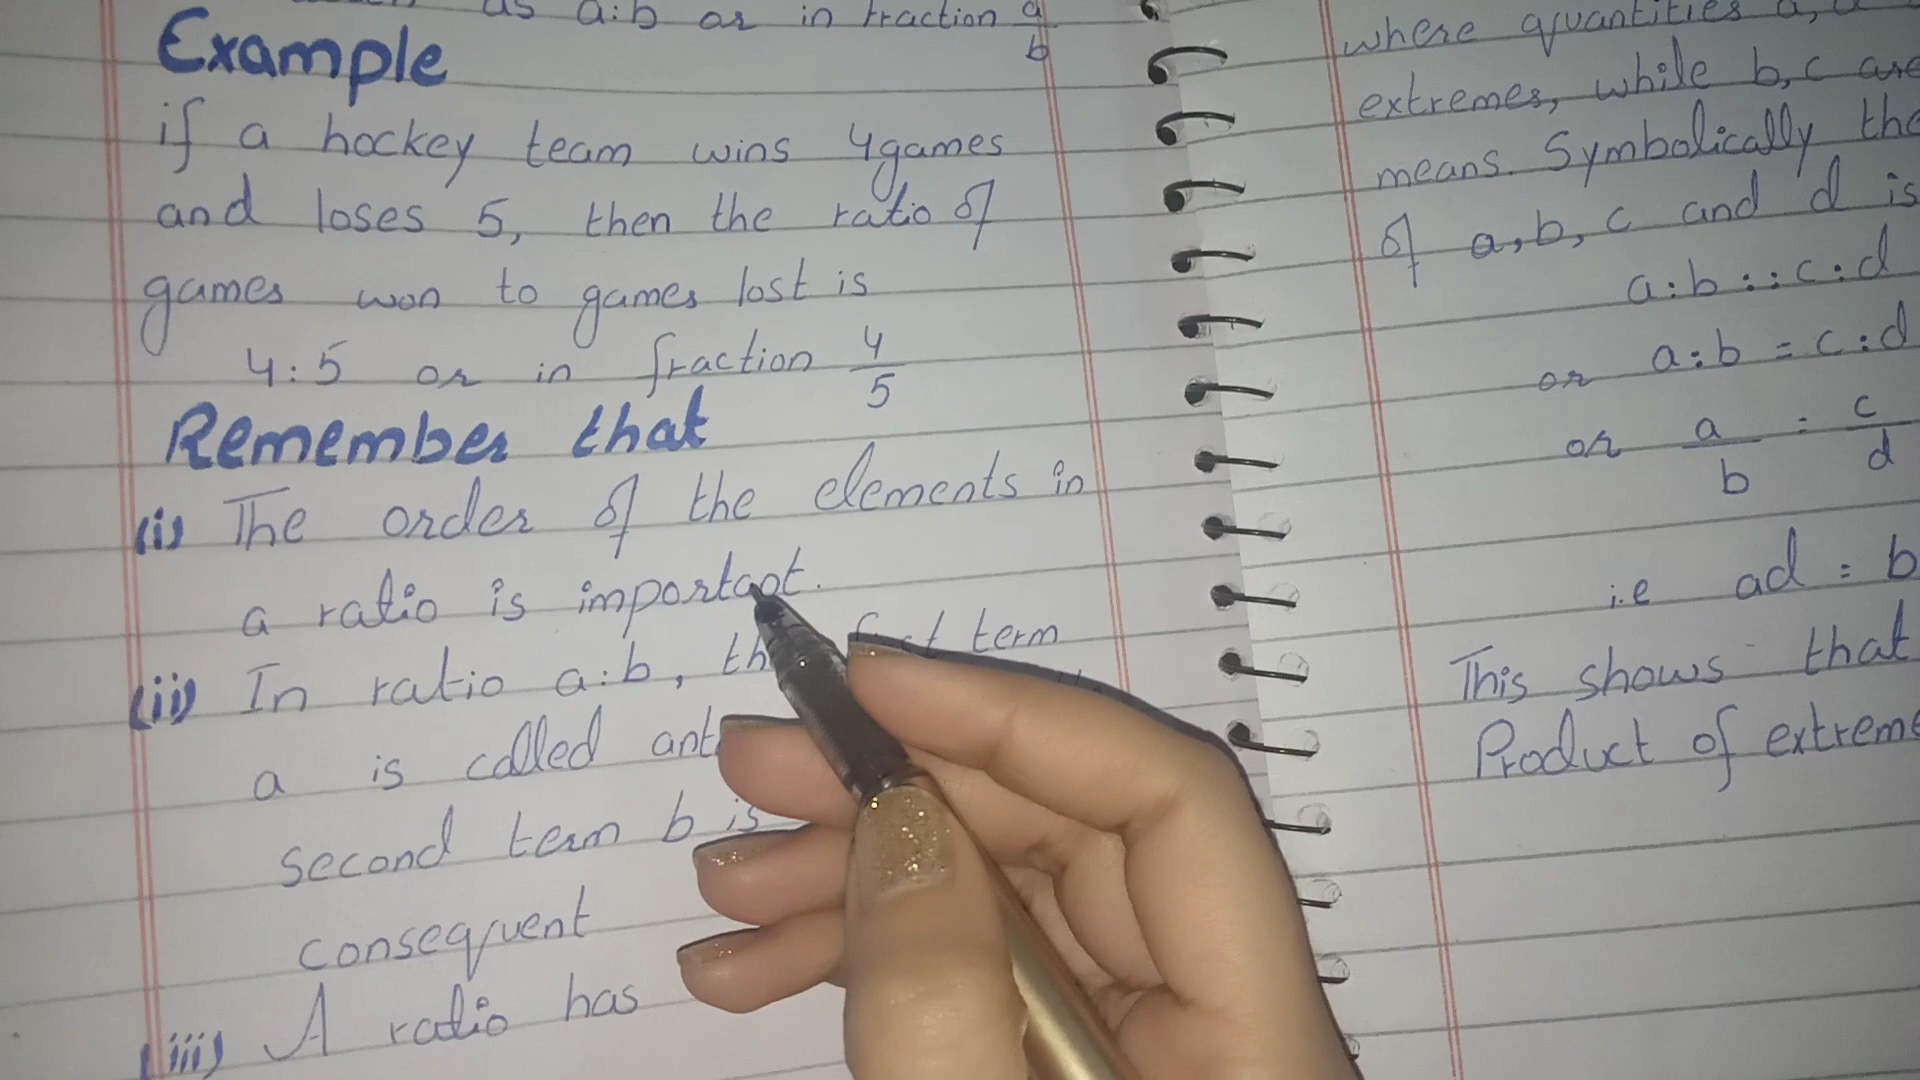 as a:b or in fraction a/b
Example
if a hockey team wins 4 games
and loses 5, then the ratio of
games won to games lost is
4:5 or in fraction 4/5
Remember that
(i) The order of the elements in
a ratio is important.
(ii) In ratio a:b, the first term
a is called
second term b is
consequent
(iii) A ratio has
where quantities a,
extremes, while b, c are
means. Symbolically the
of a, b, c and d is
a:b::c:d
or a:b = c:d
or a/b = c/d
i.e ad = b
This shows that
Product of extreme